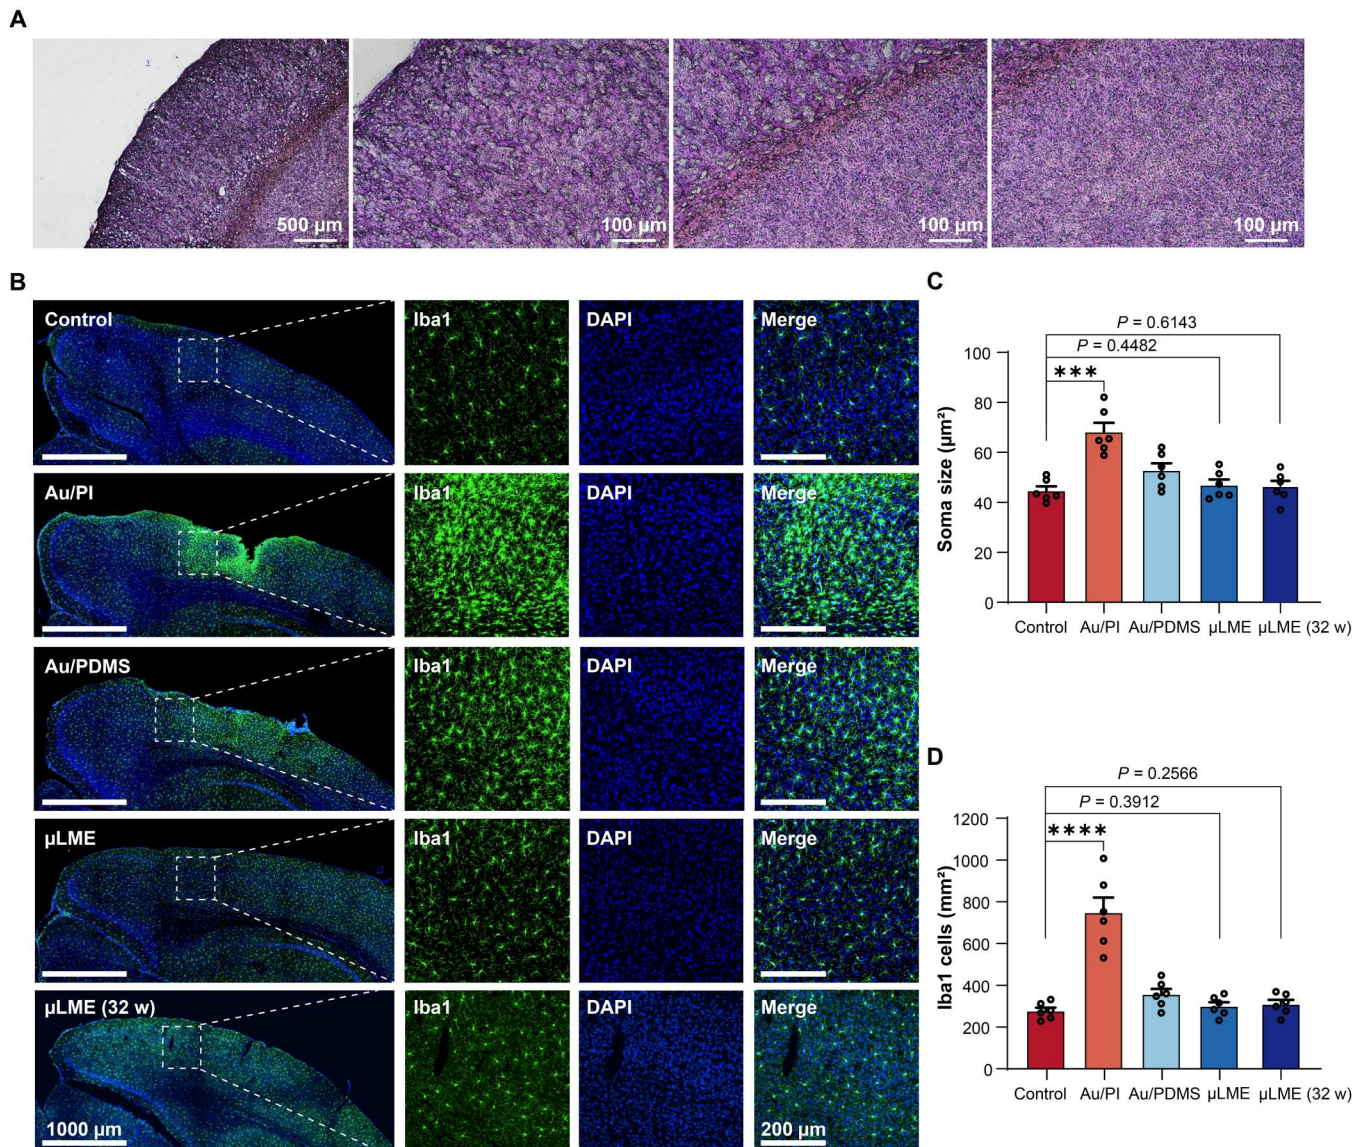 A
500 µm
100 µm
100 µm
100 µm
B
Control
Iba1
DAPI
Merge
Au/PI
Iba1
DAPI
Merge
Au/PDMS
Iba1
DAPI
Merge
µLME
Iba1
DAPI
Merge
µLME (32 w)
Iba1
DAPI
Merge
1000 µm
200 µm
C
P = 0.6143
P = 0.4482
***
100
80
60
40
20
0
Soma size (µm²)
Control
Au/PI
Au/PDMS
µLME
µLME (32 w)
D
P = 0.2566
P = 0.3912
****
1200
1000
800
600
400
200
0
Iba1 cells (mm²)
Control
Au/PI
Au/PDMS
µLME
µLME (32 w)